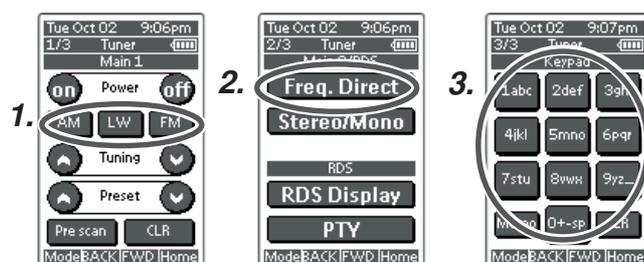 Tue Oct 02 9:06pm
1/3 Tuner
Main 1
on Power off
1.
AM LW FM
Tuning
Preset
Pre scan CLR
Mode BACK FWD Home
2.
Tue Oct 02 9:06pm
2/3 Tuner
Freq. Direct
Stereo/Mono
RDS
RDS Display
PTY
Mode BACK FWD Home
3.
Tue Oct 02 9:07pm
3/3 Tuner
Keypad
1abc 2def 3ghi
4jkl 5mno 6pqr
7stu 8vwx 9yz_
0+-sp
Mode BACK FWD Home